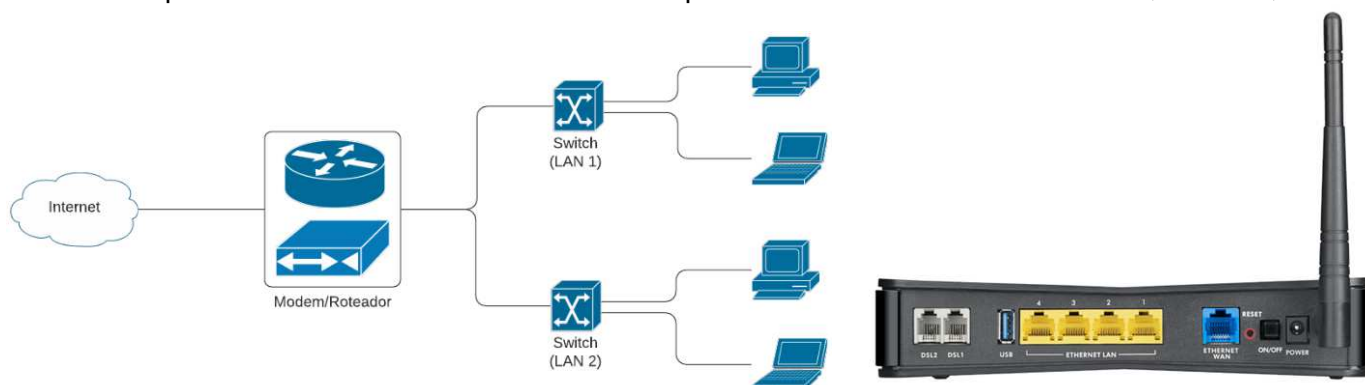 Internet
Modem/Roteador
Switch
(LAN 1)
Switch
(LAN 2)
4 3 2 1
DSL2 DSL1 USB ETHERNET LAN
ETHERNET
WAN
RESET
ON/OFF POWER